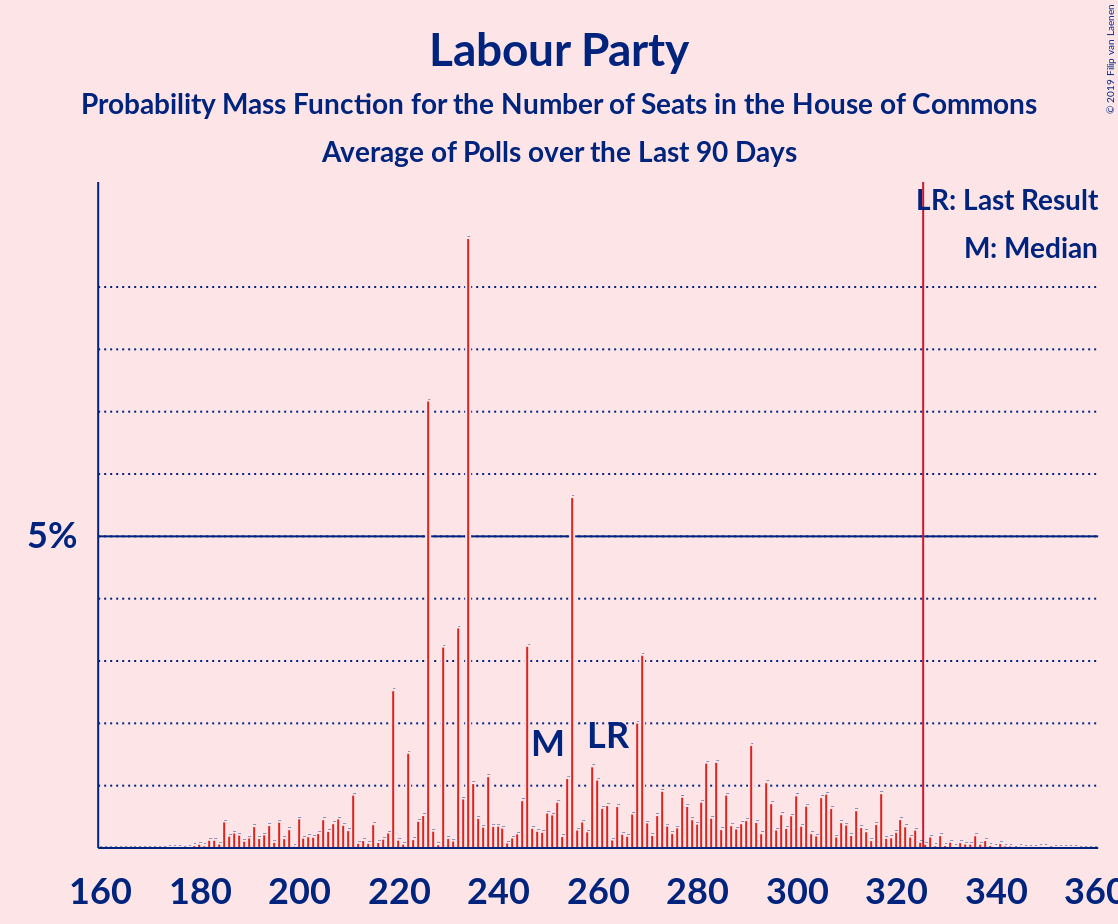 Labour Party
Probability Mass Function for the Number of Seats in the House of Commons
Average of Polls over the Last 90 Days
© 2019 Filip van Laenen
LR: Last Result
M: Median
5%
M
LR
160 180 200 220 240 260 280 300 320 340 360